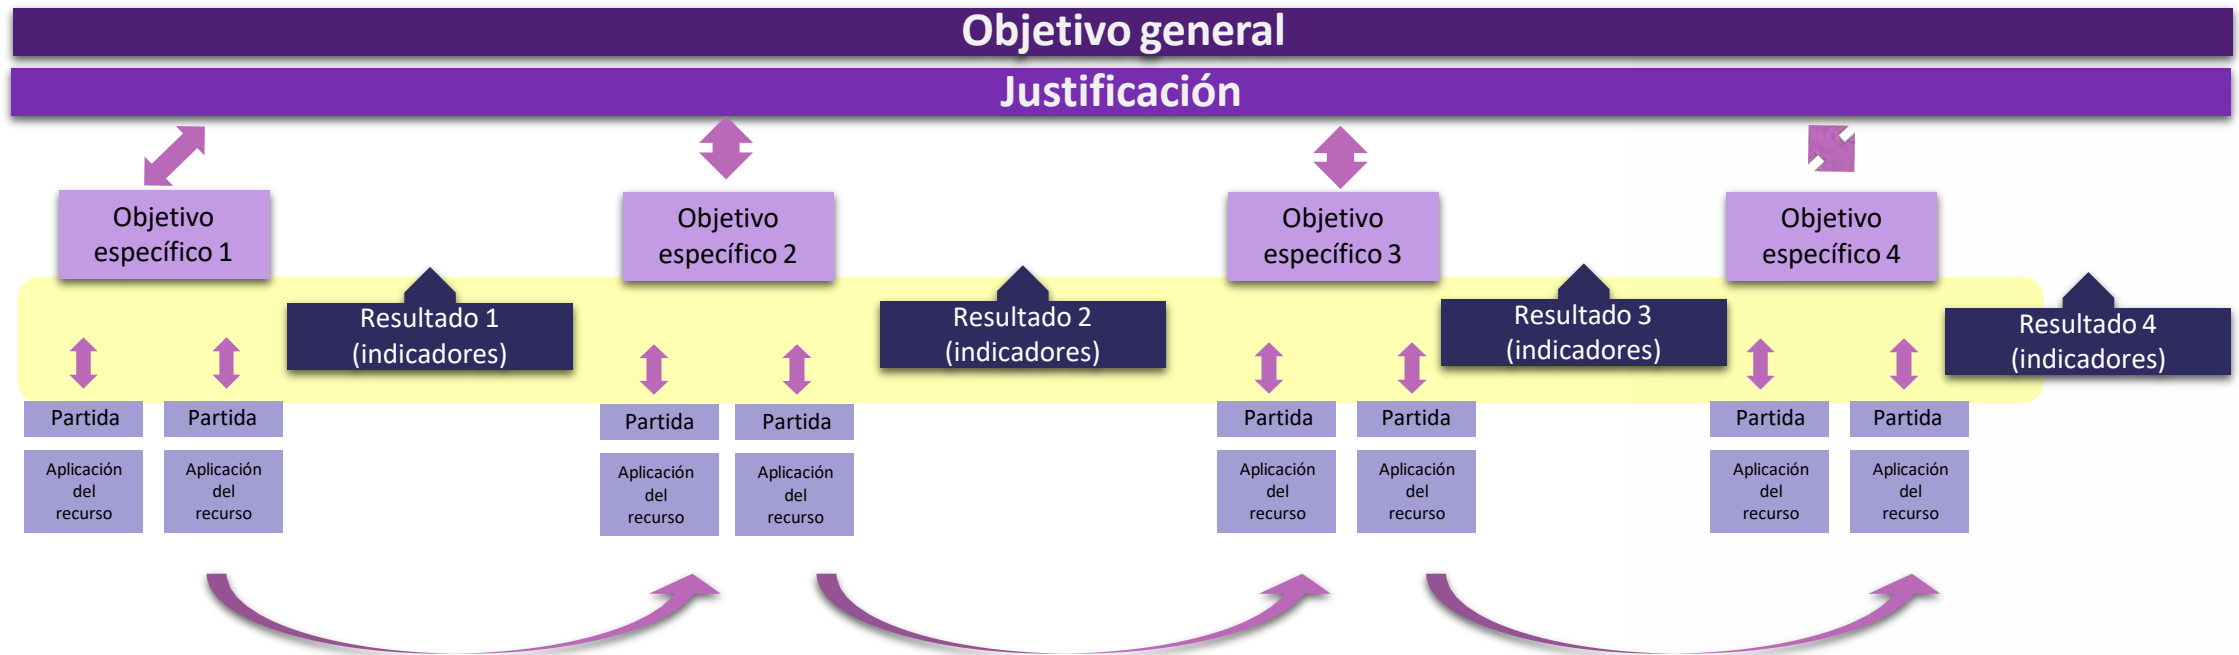 Objetivo general
Justificación
Objetivo
específico 1
Objetivo
específico 2
Objetivo
específico 3
Objetivo
específico 4
Resultado 1
(indicadores)
Resultado 2
(indicadores)
Resultado 3
(indicadores)
Resultado 4
(indicadores)
Partida
Partida
Partida
Partida
Partida
Partida
Partida
Partida
Aplicación
del
recurso
Aplicación
del
recurso
Aplicación
del
recurso
Aplicación
del
recurso
Aplicación
del
recurso
Aplicación
del
recurso
Aplicación
del
recurso
Aplicación
del
recurso